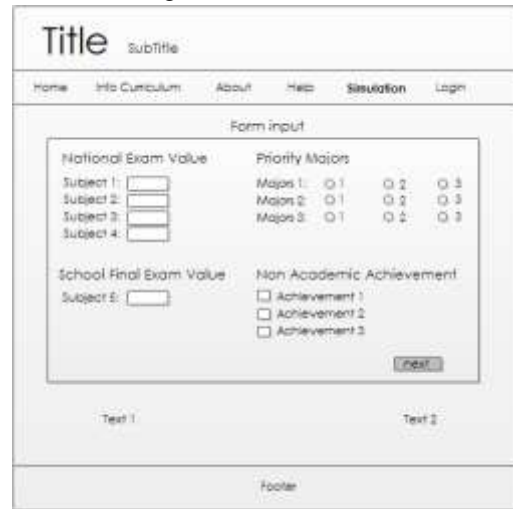 Title SubTitle
Home Info Curriculum About Help Simulation Login
Form input
National Exam Value
Subject 1:
Subject 2:
Subject 3:
Subject 4:
Priority Majors
Majors 1: 1 2 3
Majors 2: 1 2 3
Majors 3: 1 2 3
School Final Exam Value
Subject 5:
Non Academic Achievement
Achievement 1
Achievement 2
Achievement 3
next
Text 1 Text 2
Footer